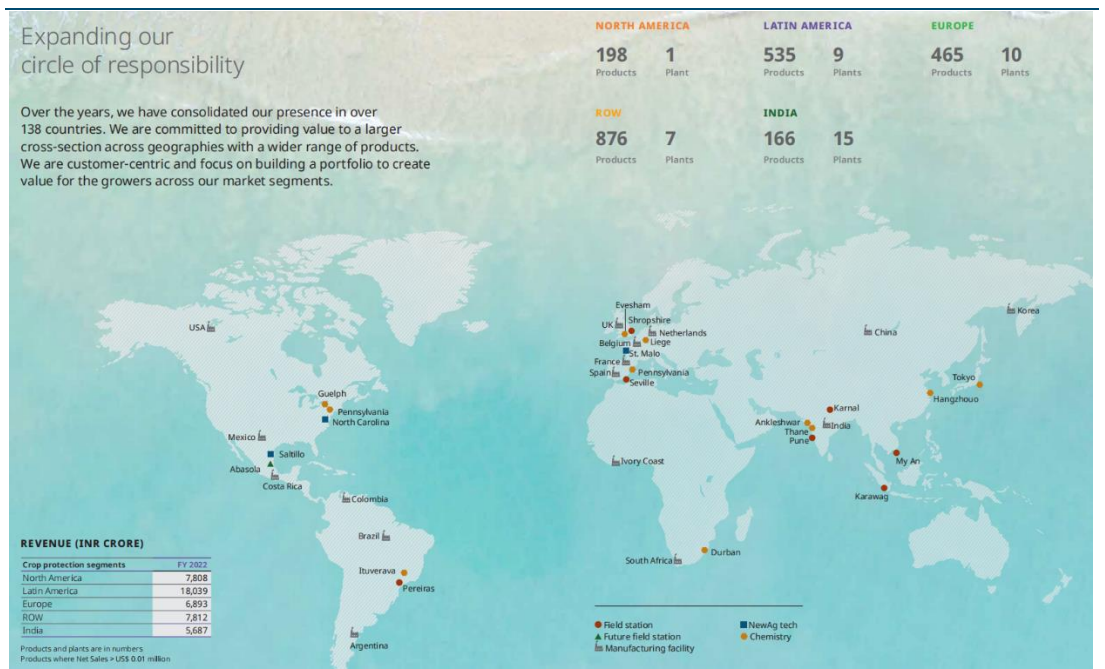 Expanding our
circle of responsibility
Over the years, we have consolidated our presence in over
138 countries. We are committed to providing value to a larger
cross-section across geographies with a wider range of products.
We are customer-centric and focus on building a portfolio to create
value for the growers across our market segments.
NORTH AMERICA
198 1
Products Plant
LATIN AMERICA
535 9
Products Plants
EUROPE
465 10
Products Plants
ROW
876 7
Products Plants
INDIA
166 15
Products Plants
USA
Guelph
Pennsylvania
North Carolina
Mexico
Saltillo
Abasola
Costa Rica
Colombia
Brazil
Ituverava
Pereiras
Argentina
Evesham
UK
Shropshire
Netherlands
Belgium
Liege
St. Malo
France
Spain
Pennsylvania
Seville
Ivory Coast
South Africa
Durban
Korea
China
Tokyo
Hangzhouo
Karnal
Ankleshwar
India
Thane
Pune
My An
Karawag
REVENUE (INR CRORE)
Crop protection segments FY 2022
North America 7,808
Latin America 18,039
Europe 6,893
ROW 7,812
India 5,687
Products and plants are in numbers
Products where Net Sales > US$ 0.01 million
Field station
Future field station
Manufacturing facility
NewAg tech
Chemistry